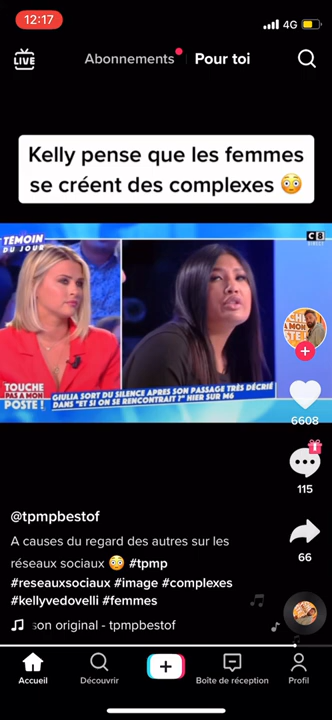 12:17
4G
LIVE
Abonnements
Pour toi
Kelly pense que les femmes
se créent des complexes 😳
TÉMOIN
DU JOUR
C8
DIRECT
TOUCHE
PAS A MON
POSTE !
GIULIA SORT DU SILENCE APRES SON PASSAGE TRÈS DÉCRIÉ
DANS "ET SI ON SE RENCONTRAIT ?" HIER SUR M6
6608
115
66
@tpmpbestof
A causes du regard des autres sur les
réseaux sociaux 😳 #tpmp
#reseauxsociaux #image #complexes
#kellyvedovelli #femmes
son original - tpmpbestof
Accueil
Découvrir
Boîte de réception
Profil